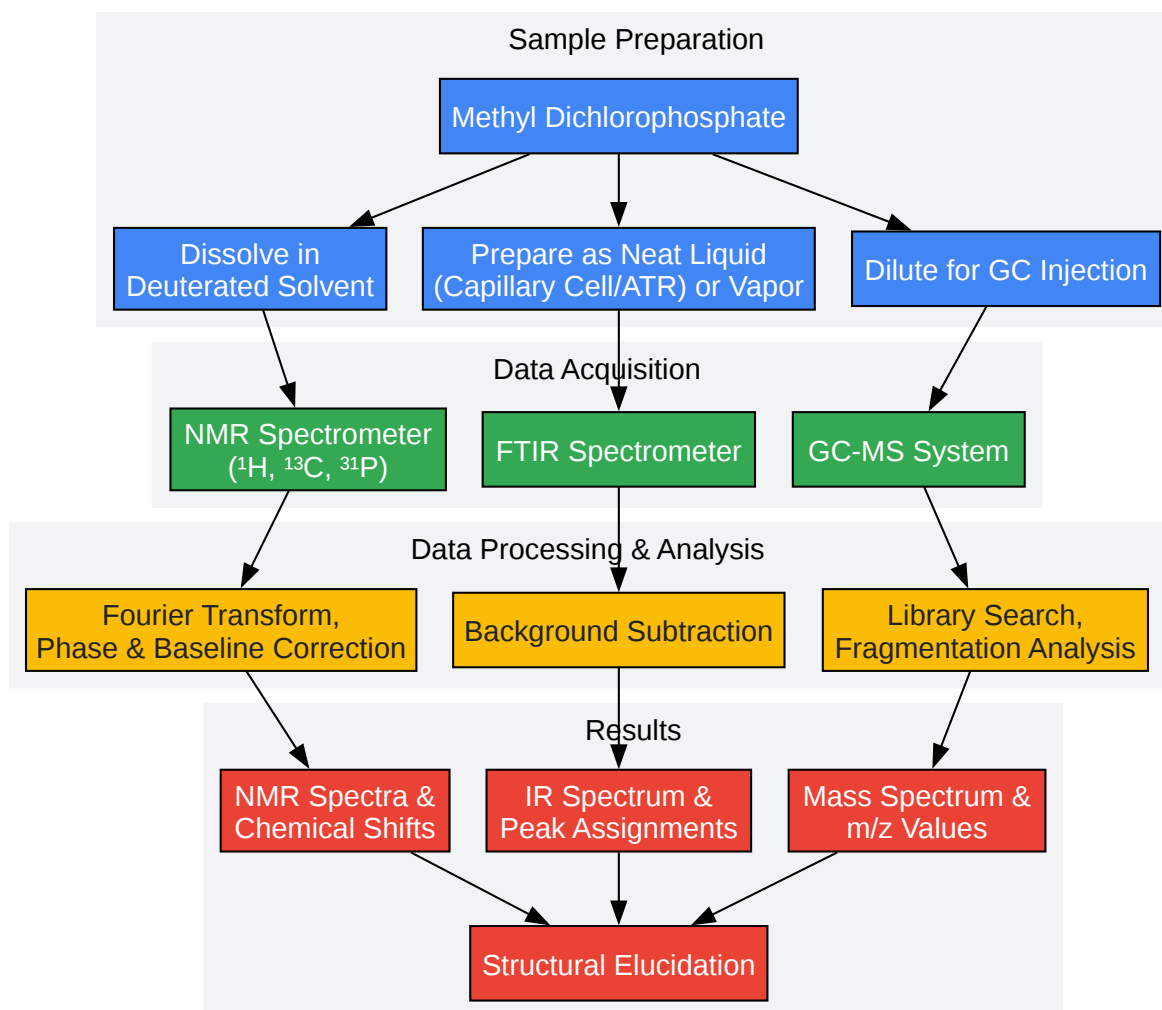 Sample Preparation
Methyl Dichlorophosphate
Dissolve in
Deuterated Solvent
Prepare as Neat Liquid
(Capillary Cell/ATR) or Vapor
Dilute for GC Injection
Data Acquisition
NMR Spectrometer
(¹H, ¹³C, ³¹P)
FTIR Spectrometer
GC-MS System
Data Processing & Analysis
Fourier Transform,
Phase & Baseline Correction
Background Subtraction
Library Search,
Fragmentation Analysis
Results
NMR Spectra &
Chemical Shifts
IR Spectrum &
Peak Assignments
Mass Spectrum &
m/z Values
Structural Elucidation